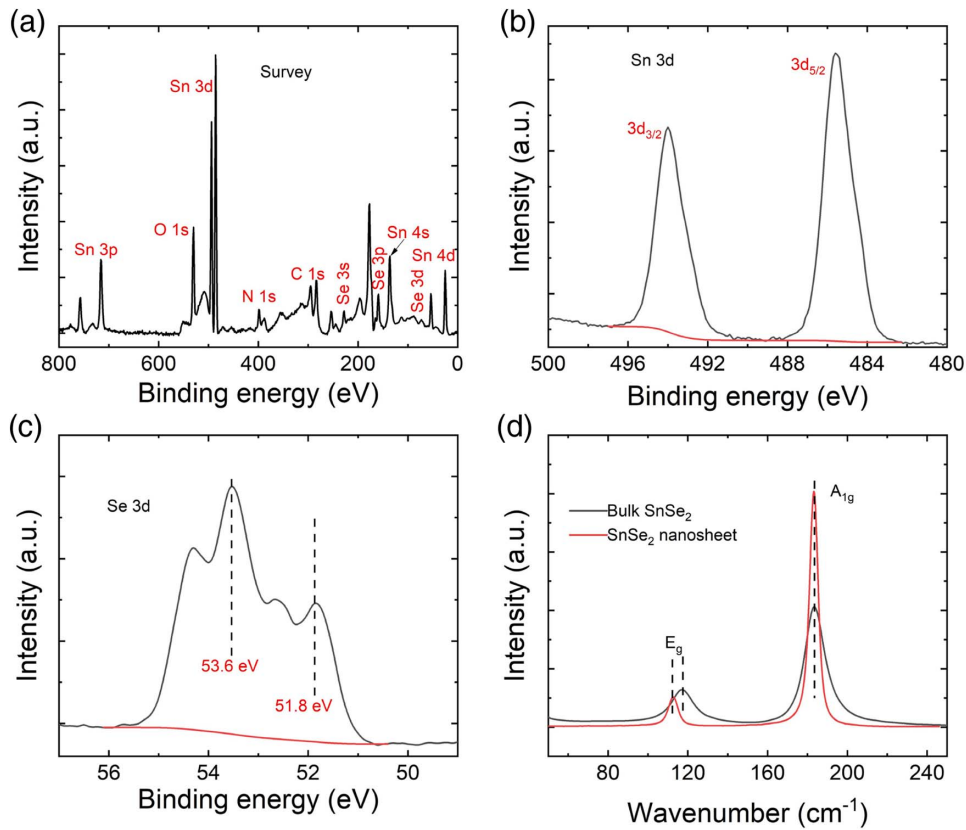 (a)
Survey
Sn 3d
Sn 3p
O 1s
N 1s
C 1s
Se 3s
Se 3p
Sn 4s
Se 3d
Sn 4d
Intensity (a.u.)
800 600 400 200 0
Binding energy (eV)
(b)
Sn 3d
3d3/2
3d5/2
Intensity (a.u.)
500 496 492 488 484 480
Binding energy (eV)
(c)
Se 3d
53.6 eV
51.8 eV
Intensity (a.u.)
56 54 52 50
Binding energy (eV)
(d)
A1g
Bulk SnSe2
SnSe2 nanosheet
Eg
Intensity (a.u.)
80 120 160 200 240
Wavenumber (cm-1)